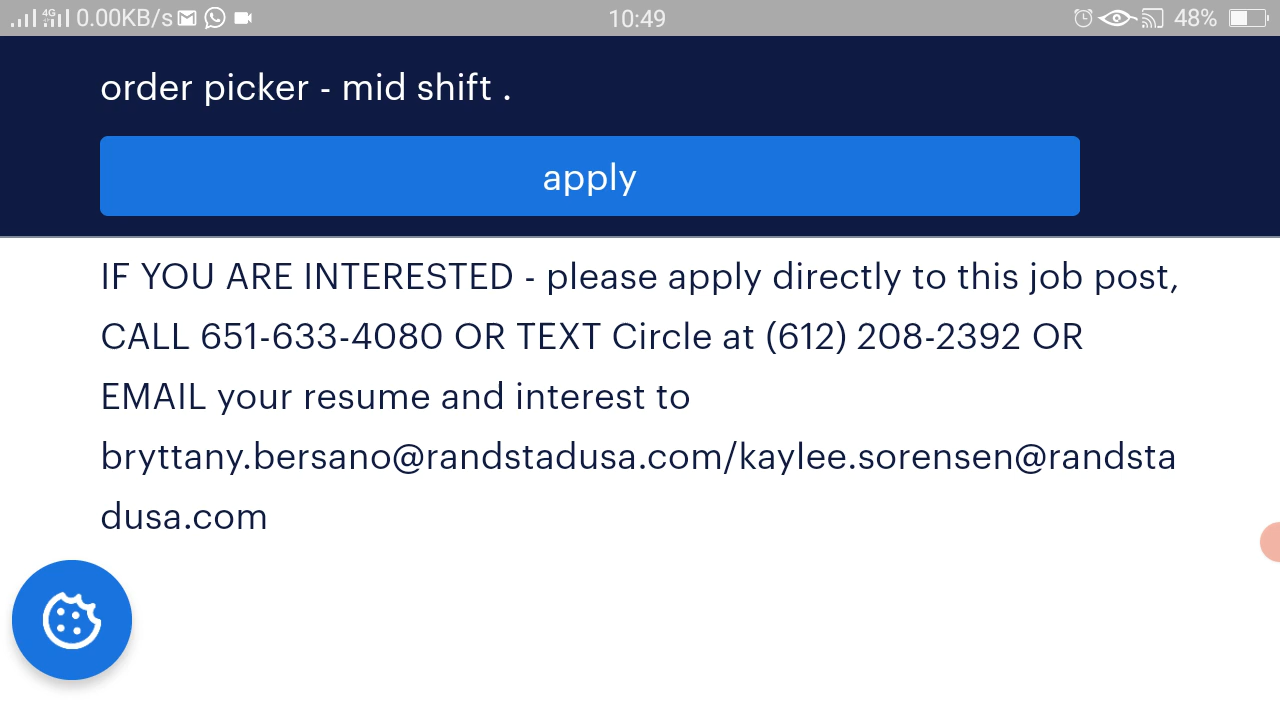 4G 0.00KB/s 10:49 48%
order picker - mid shift .
apply
IF YOU ARE INTERESTED - please apply directly to this job post,
CALL 651-633-4080 OR TEXT Circle at (612) 208-2392 OR
EMAIL your resume and interest to
bryttany.bersano@randstadusa.com/kaylee.sorensen@randsta
dusa.com